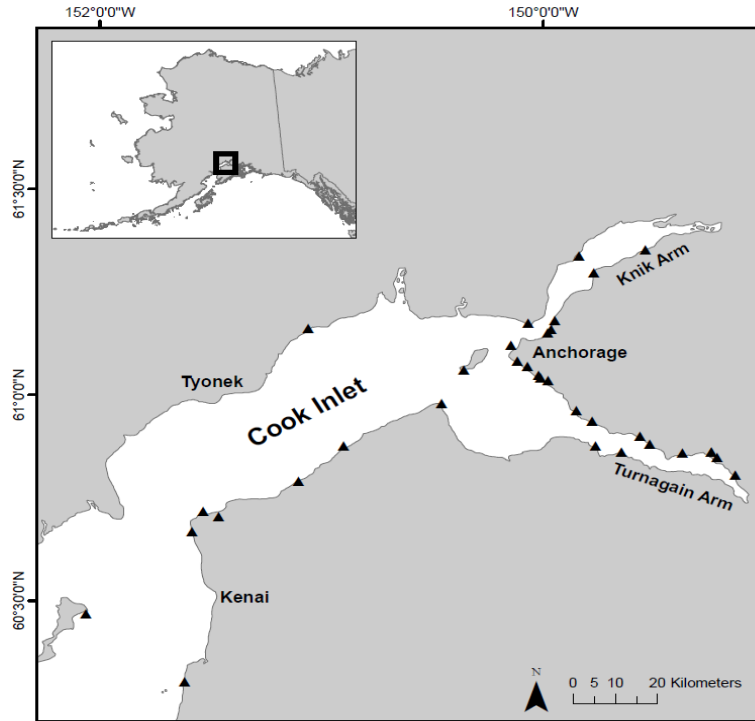 152°0'0"W 150°0'0"W
61°30'0"N
Knik Arm
Anchorage
Tyonek
61°0'0"N
Cook Inlet
Turnagain Arm
Kenai
60°30'0"N
N
0 5 10 20 Kilometers